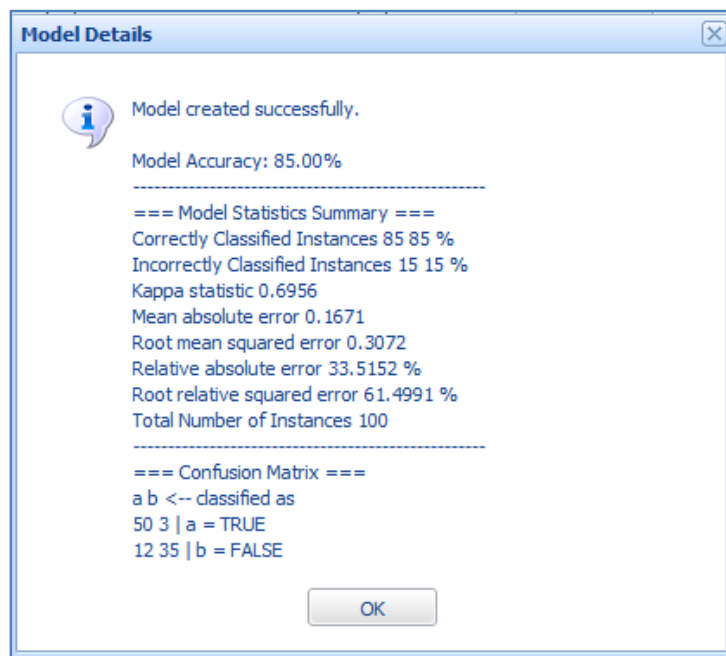 Model Details
Model created successfully.
Model Accuracy: 85.00%
---------------------------------------------------
=== Model Statistics Summary ===
Correctly Classified Instances 85 85 %
Incorrectly Classified Instances 15 15 %
Kappa statistic 0.6956
Mean absolute error 0.1671
Root mean squared error 0.3072
Relative absolute error 33.5152 %
Root relative squared error 61.4991 %
Total Number of Instances 100
---------------------------------------------------
=== Confusion Matrix ===
a b <-- classified as
50 3 | a = TRUE
12 35 | b = FALSE
OK